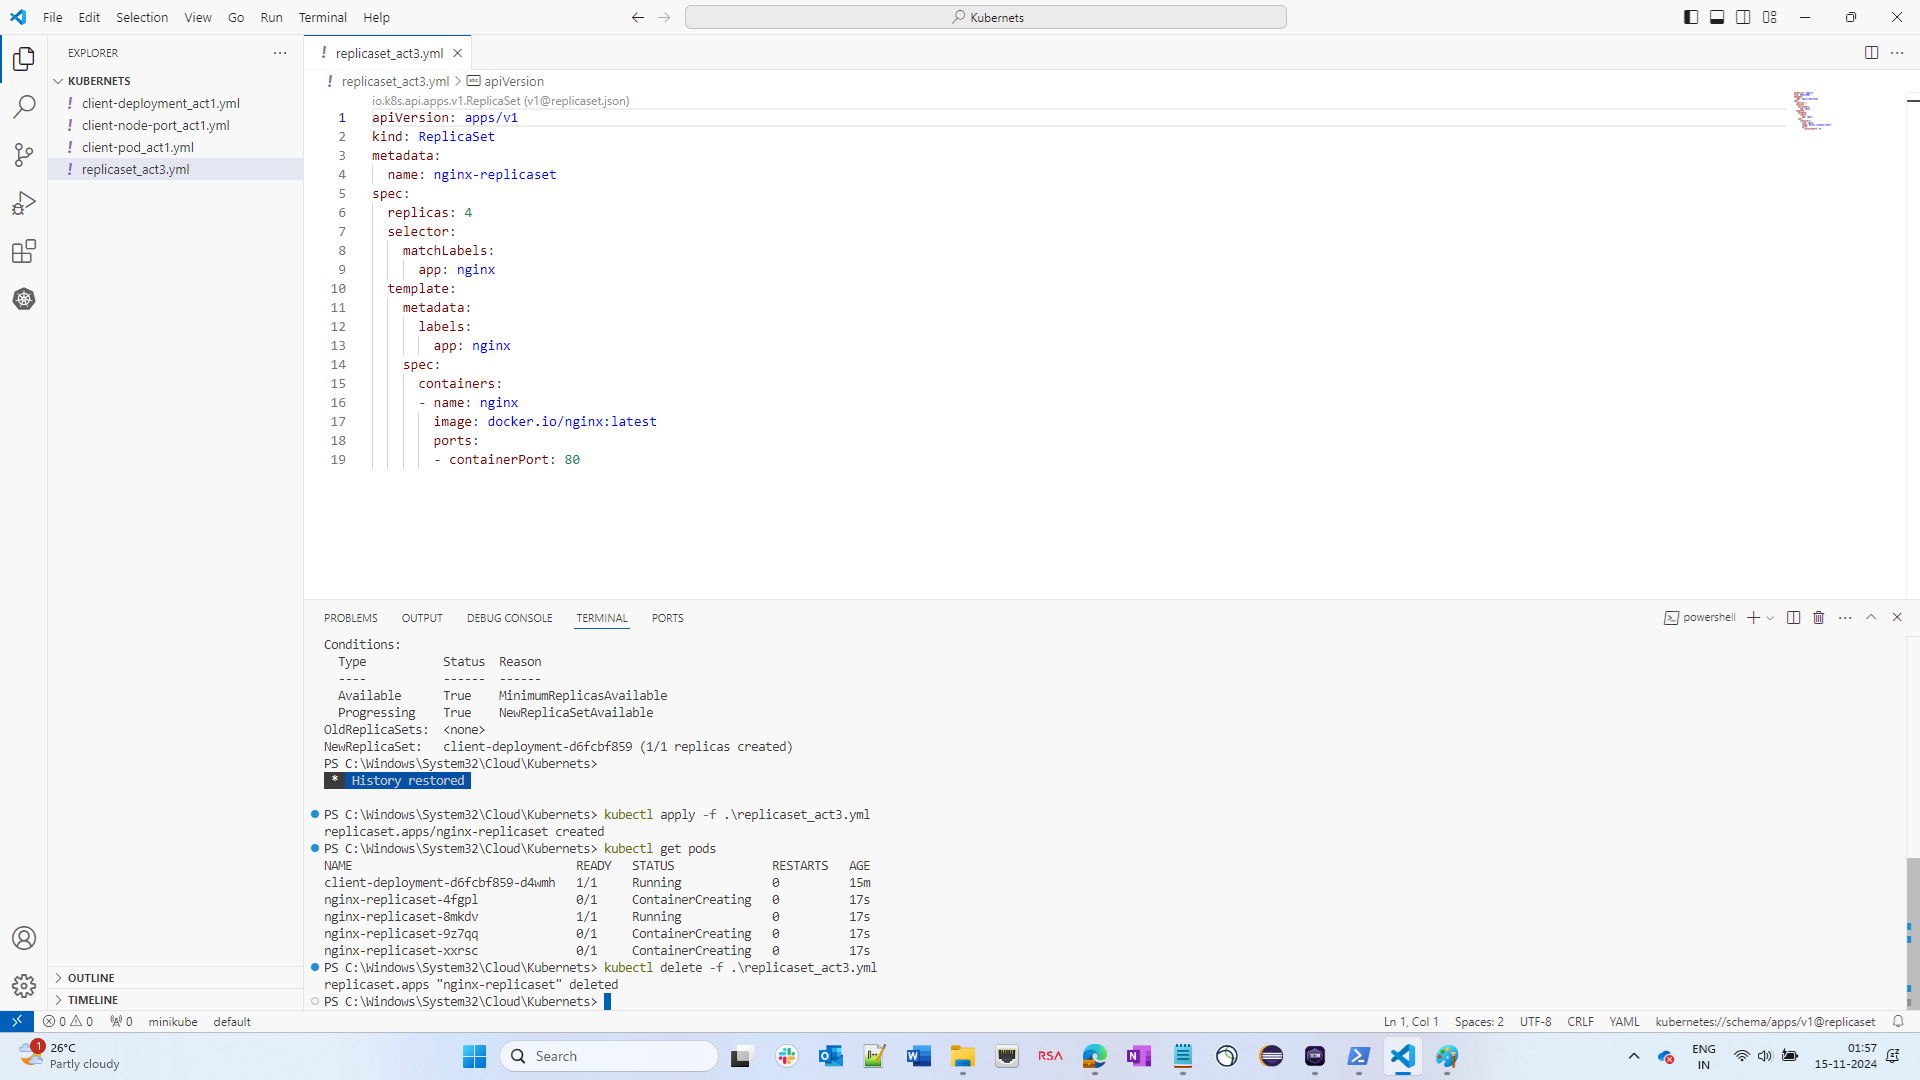 File Edit Selection View Go Run Terminal Help
Kubernets
EXPLORER
KUBERNETS
! client-deployment_act1.yml
! client-node-port_act1.yml
! client-pod_act1.yml
! replicaset_act3.yml
OUTLINE
TIMELINE
! replicaset_act3.yml
! replicaset_act3.yml > apiVersion
io.k8s.api.apps.v1.ReplicaSet (v1@replicaset.json)
1 apiVersion: apps/v1
2 kind: ReplicaSet
3 metadata:
4   name: nginx-replicaset
5 spec:
6   replicas: 4
7   selector:
8     matchLabels:
9       app: nginx
10   template:
11     metadata:
12       labels:
13         app: nginx
14     spec:
15       containers:
16       - name: nginx
17         image: docker.io/nginx:latest
18         ports:
19         - containerPort: 80
PROBLEMS OUTPUT DEBUG CONSOLE TERMINAL PORTS
powershell
Conditions:
  Type           Status  Reason
  ----           ------  ------
  Available      True    MinimumReplicasAvailable
  Progressing    True    NewReplicaSetAvailable
OldReplicaSets:  <none>
NewReplicaSet:   client-deployment-d6fcbf859 (1/1 replicas created)
PS C:\Windows\System32\Cloud\Kubernets>
 *  History restored
PS C:\Windows\System32\Cloud\Kubernets> kubectl apply -f .\replicaset_act3.yml
replicaset.apps/nginx-replicaset created
PS C:\Windows\System32\Cloud\Kubernets> kubectl get pods
NAME                                READY   STATUS              RESTARTS   AGE
client-deployment-d6fcbf859-d4wmh   1/1     Running             0          15m
nginx-replicaset-4fgpl              0/1     ContainerCreating   0          17s
nginx-replicaset-8mkdv              1/1     Running             0          17s
nginx-replicaset-9z7qq              0/1     ContainerCreating   0          17s
nginx-replicaset-xxrsc              0/1     ContainerCreating   0          17s
PS C:\Windows\System32\Cloud\Kubernets> kubectl delete -f .\replicaset_act3.yml
replicaset.apps "nginx-replicaset" deleted
PS C:\Windows\System32\Cloud\Kubernets>
0 0 0 minikube default
Ln 1, Col 1 Spaces: 2 UTF-8 CRLF YAML kubernetes://schema/apps/v1@replicaset
1
26°C
Partly cloudy
Search
RSA
ENG
IN
01:57
15-11-2024